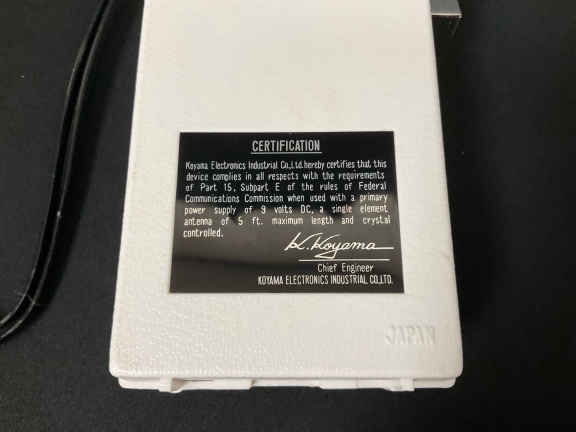 CERTIFICATION
Koyama Electronics Industrial Co.,Ltd. hereby certifies that this
device complies in all respects with the requirements
of Part 15, Subpart E of the rules of Federal
Communications Commission when used with a primary
power supply of 9 volts DC, a single element
antenna of 5 ft. maximum length and crystal
controlled.
K. Koyama
Chief Engineer
KOYAMA ELECTRONICS INDUSTRIAL CO.,LTD.
JAPAN